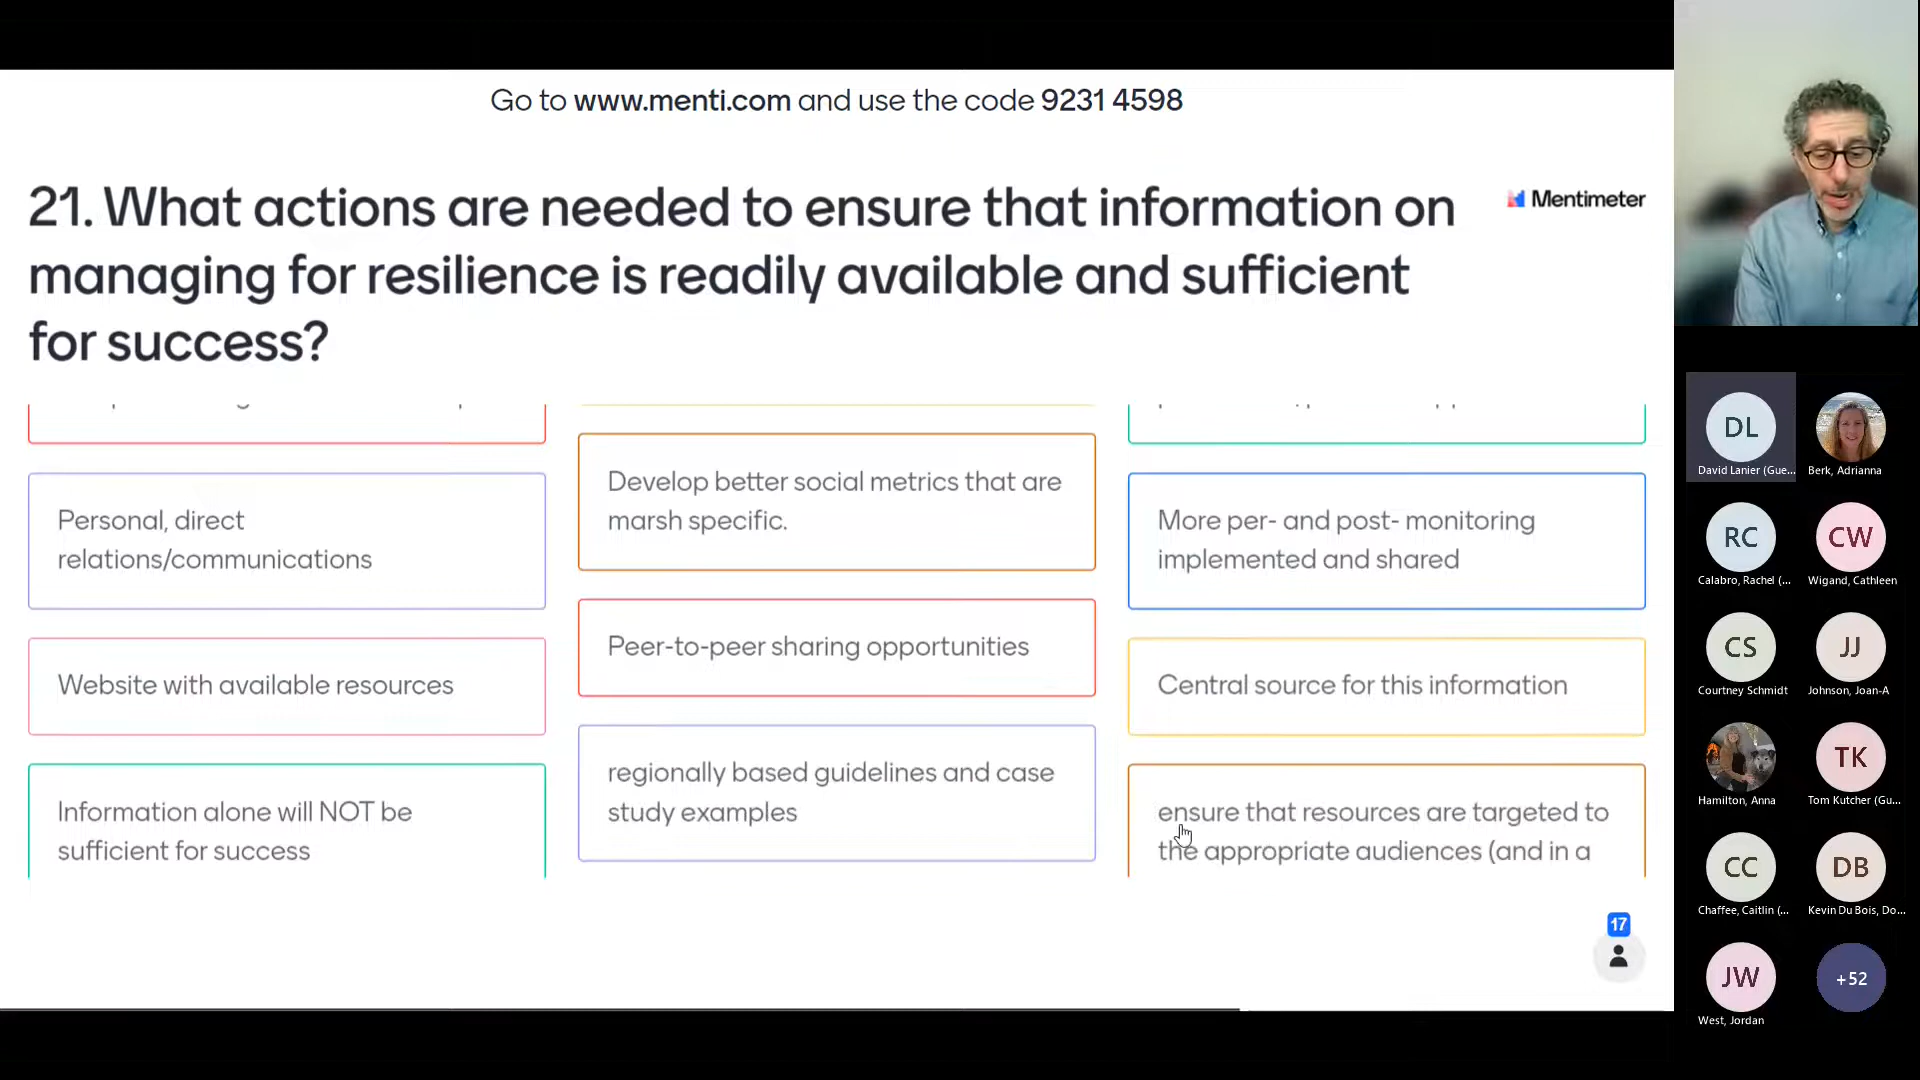 Go to www.menti.com and use the code 9231 4598
21. What actions are needed to ensure that information on
managing for resilience is readily available and sufficient
for success?
Mentimeter
Personal, direct
relations/communications
Website with available resources
Information alone will NOT be
sufficient for success
Develop better social metrics that are
marsh specific.
Peer-to-peer sharing opportunities
regionally based guidelines and case
study examples
More per- and post- monitoring
implemented and shared
Central source for this information
ensure that resources are targeted to
the appropriate audiences (and in a
17
DL
David Lanier (Gue...
Berk, Adrianna
RC
Calabro, Rachel (...
CW
Wigand, Cathleen
CS
Courtney Schmidt
JJ
Johnson, Joan-A
Hamilton, Anna
TK
Tom Kutcher (Gu...
CC
Chaffee, Caitlin (...
DB
Kevin Du Bois, Do...
JW
West, Jordan
+52